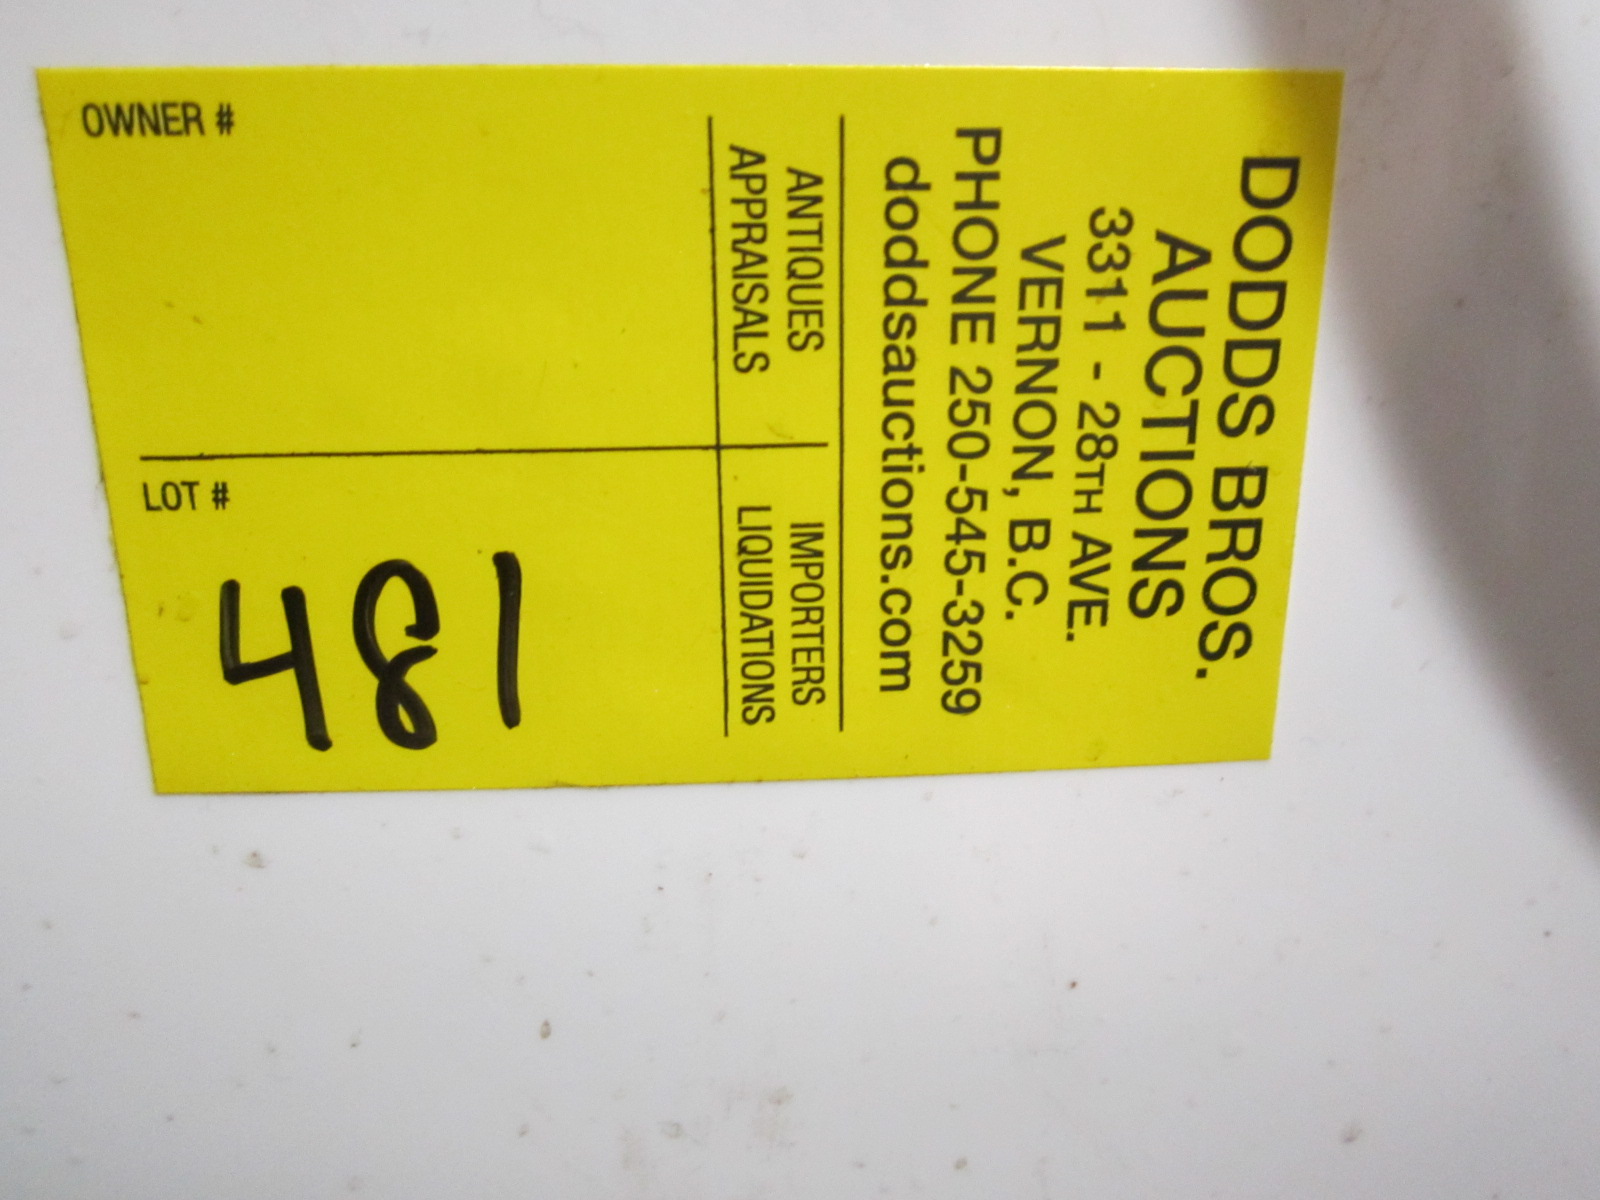 DODDS BROS.
AUCTIONS
3311 - 28TH AVE.
VERNON, B.C.
PHONE 250-545-3259
doddsauctions.com
ANTIQUES
APPRAISALS
IMPORTERS
LIQUIDATIONS
OWNER #
LOT #
481